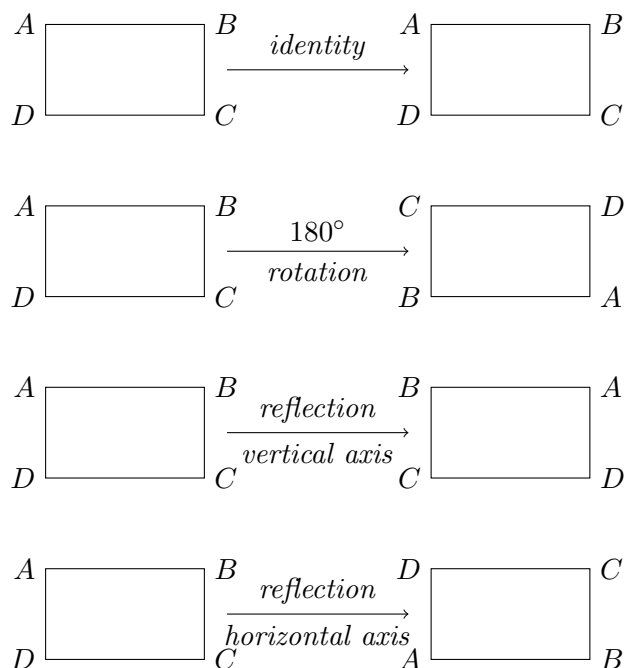 A B A B
identity
D C D C
A B C D
180°
rotation
D C B A
A B B A
reflection
vertical axis
D C C D
A B D C
reflection
horizontal axis
D C A B